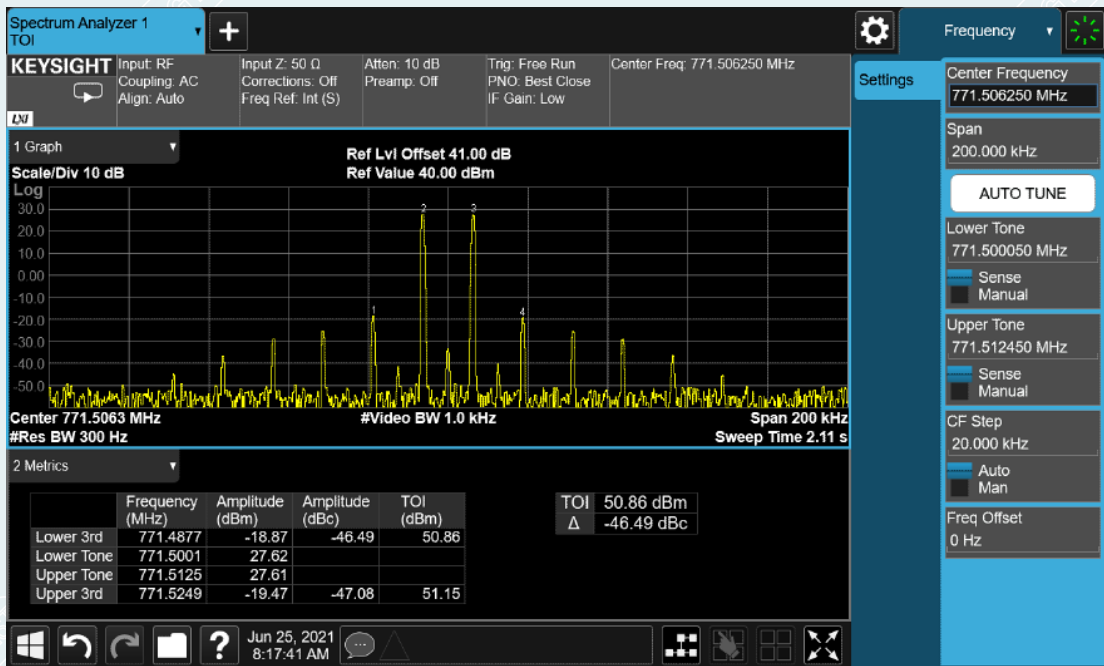 Spectrum Analyzer 1
TOI
+
Frequency
KEYSIGHT
LXI
Input: RF
Coupling: AC
Align: Auto
Input Z: 50 Ω
Corrections: Off
Freq Ref: Int (S)
Atten: 10 dB
Preamp: Off
Trig: Free Run
PNO: Best Close
IF Gain: Low
Center Freq: 771.506250 MHz
Settings
Center Frequency
771.506250 MHz
Span
200.000 kHz
AUTO TUNE
Lower Tone
771.500050 MHz
Sense
Manual
Upper Tone
771.512450 MHz
Sense
Manual
CF Step
20.000 kHz
Auto
Man
Freq Offset
0 Hz
1 Graph
Scale/Div 10 dB
Ref Lvl Offset 41.00 dB
Ref Value 40.00 dBm
Log
30.0
20.0
10.0
0.00
-10.0
-20.0
-30.0
-40.0
-50.0
1
2
3
4
Center 771.5063 MHz #Video BW 1.0 kHz Span 200 kHz
#Res BW 300 Hz Sweep Time 2.11 s
2 Metrics
Frequency (MHz) Amplitude (dBm) Amplitude (dBc) TOI (dBm)
Lower 3rd 771.4877 -18.87 -46.49 50.86
Lower Tone 771.5001 27.62
Upper Tone 771.5125 27.61
Upper 3rd 771.5249 -19.47 -47.08 51.15
TOI 50.86 dBm
Δ -46.49 dBc
?
Jun 25, 2021
8:17:41 AM